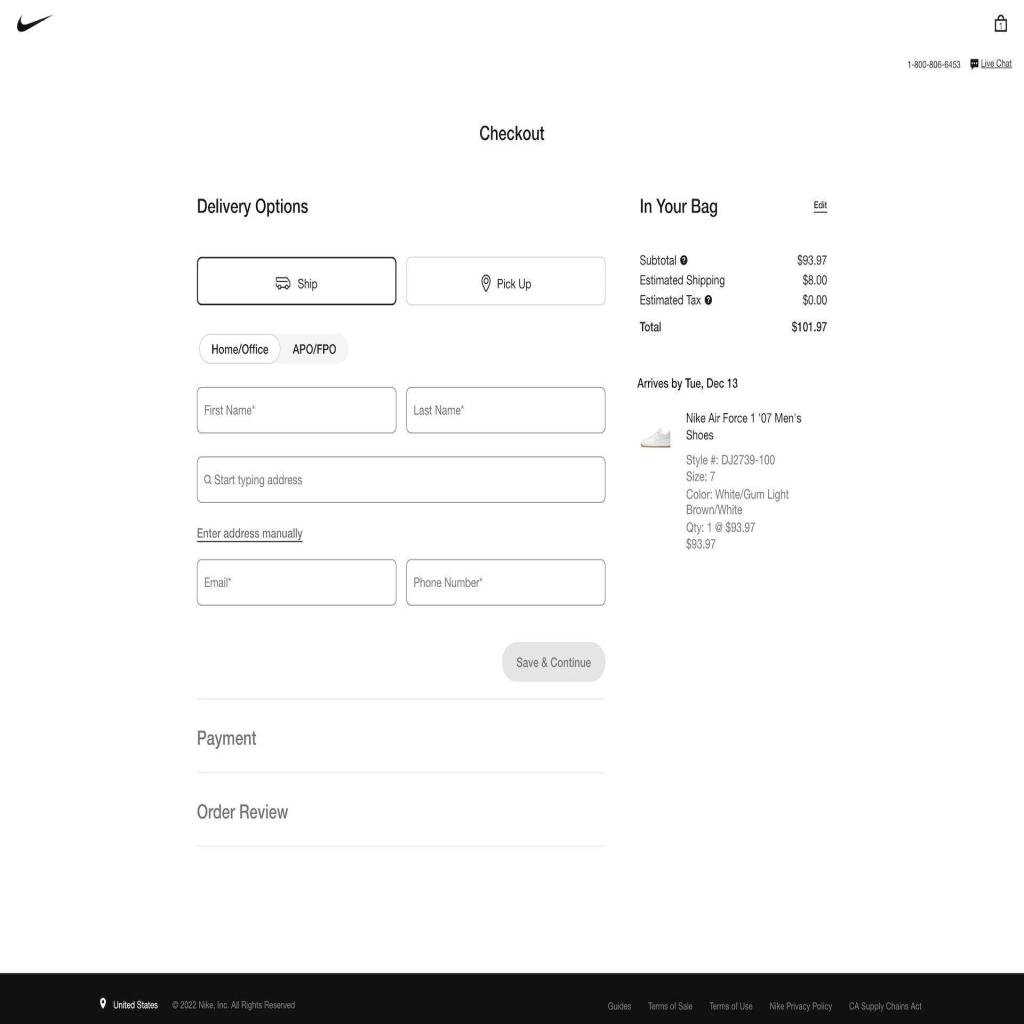 1
1-800-806-6453 Live Chat
Checkout
Delivery Options
Ship
Pick Up
Home/Office
APO/FPO
First Name*
Last Name*
Start typing address
Enter address manually
Email*
Phone Number*
Save & Continue
Payment
Order Review
In Your Bag
Edit
Subtotal ? $93.97
Estimated Shipping $8.00
Estimated Tax ? $0.00
Total $101.97
Arrives by Tue, Dec 13
Nike Air Force 1 '07 Men's
Shoes
Style #: DJ2739-100
Size: 7
Color: White/Gum Light
Brown/White
Qty: 1 @ $93.97
$93.97
United States © 2022 Nike, Inc. All Rights Reserved
Guides Terms of Sale Terms of Use Nike Privacy Policy CA Supply Chains Act